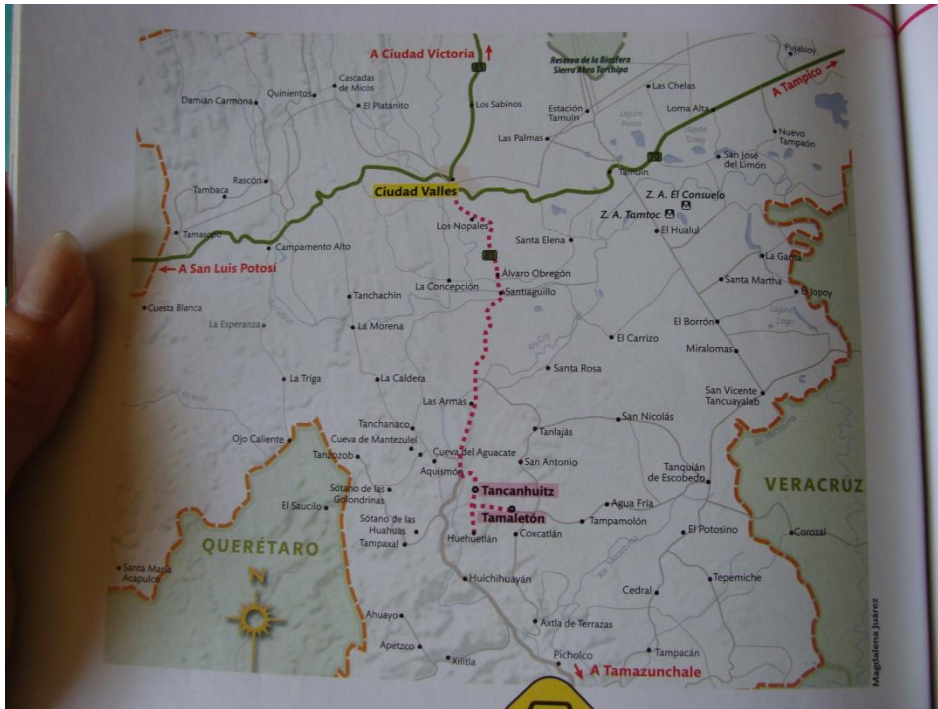 A Ciudad Victoria
Reserva de la Biosfera
Sierra Abra Tanchipa
Pujalcoy
A Tampico
Cascadas
de Micos
Quinientos
Damián Carmona
El Platanito
Los Sabinos
Estación
Tamuín
Las Chelas
Loma Alta
Las Palmas
Nuevo
Tampaón
San José
del Limón
70
Tamuín
Rascón
Tambaca
Ciudad Valles
Z. A. El Consuelo
Z. A. Tamtoc
Los Nopales
El Hualul
Tamasopo
Campamento Alto
Santa Elena
85
La Garita
A San Luis Potosí
Álvaro Obregón
La Concepción
Santiaguillo
Santa Martha
El Jopoy
Tanchachín
Cuesta Blanca
La Esperanza
La Morena
El Borrón
El Carrizo
Miralomas
Santa Rosa
La Triga
La Caldera
San Vicente
Tancuayalab
Las Armas
San Nicolás
Tanchanaco
Tanlajás
Ojo Caliente
Cueva de Mantezulel
Tanzozob
Cueva del Aguacate
Aquismón
San Antonio
Tanquián
de Escobedo
VERACRUZ
Sótano de las
Golondrinas
Tancanhuitz
El Saucilo
Agua Fría
Tamaletón
Tampamolón
Sótano de las
Huahuas
Tampaxal
Huehuetlán
Coxcatlán
El Potosino
Corozal
QUERÉTARO
Santa María
Acapulco
N
Huichihuayán
Tepemiche
Cedral
Ahuayo
Axtla de Terrazas
Apetzco
Xilitla
Picholco
Tampacán
A Tamazunchale
Magdalena Juárez